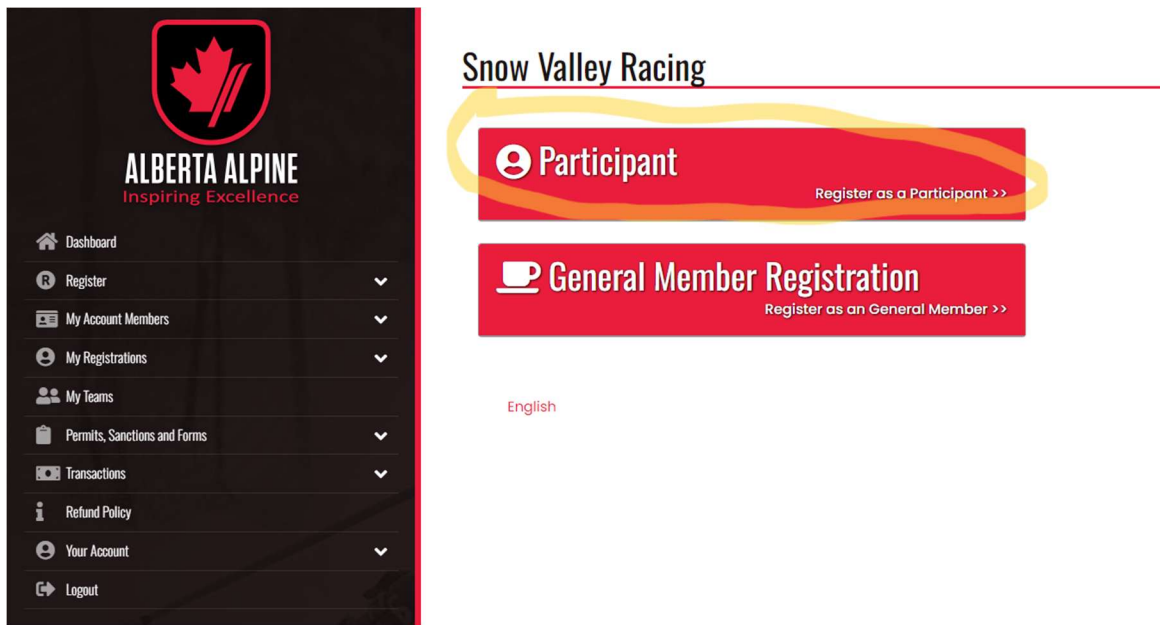 ALBERTA ALPINE
Inspiring Excellence
Dashboard
R Register
My Account Members
My Registrations
My Teams
Permits, Sanctions and Forms
Transactions
Refund Policy
Your Account
Logout
Snow Valley Racing
Participant
Register as a Participant >>
General Member Registration
Register as an General Member >>
English